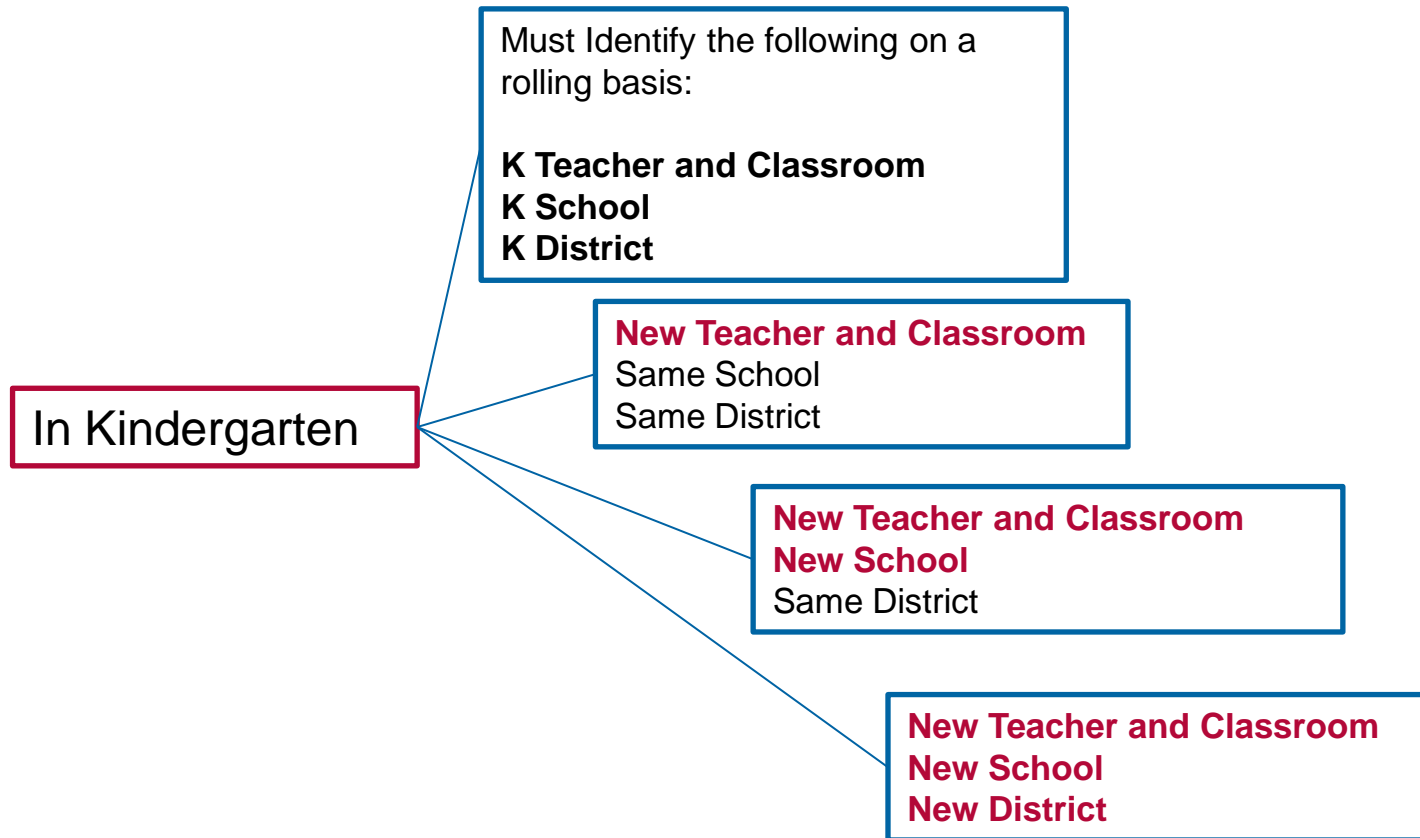 Must Identify the following on a
rolling basis:
K Teacher and Classroom
K School
K District
New Teacher and Classroom
Same School
Same District
In Kindergarten
New Teacher and Classroom
New School
Same District
New Teacher and Classroom
New School
New District